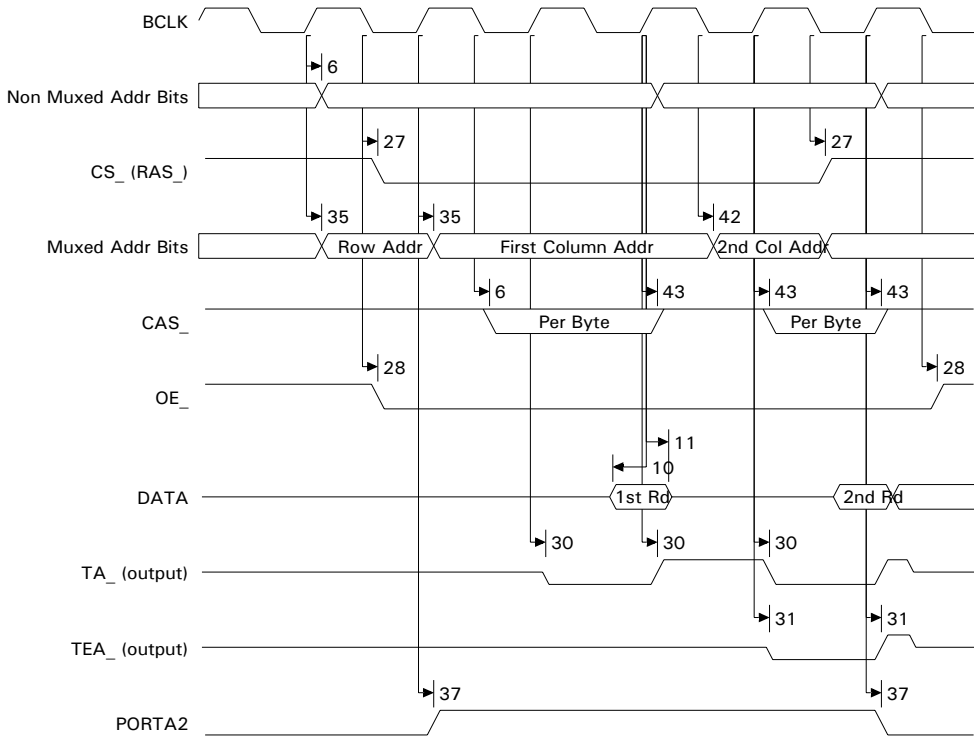 BCLK
6
Non Muxed Addr Bits
27 27
CS_ (RAS_)
35 35 42
Muxed Addr Bits Row Addr First Column Addr 2nd Col Addr
6 43 43 43
CAS_ Per Byte Per Byte
28 28
OE_
11
10
DATA 1st Rd 2nd Rd
30 30 30
TA_ (output)
31 31
TEA_ (output)
37 37
PORTA2